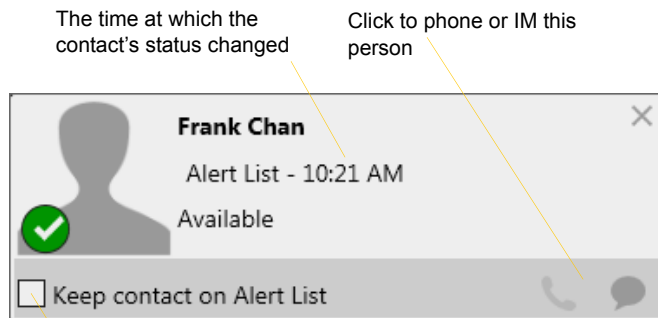 The time at which the
contact’s status changed
Click to phone or IM this
person
Frank Chan
Alert List - 10:21 AM
Available
Keep contact on Alert List